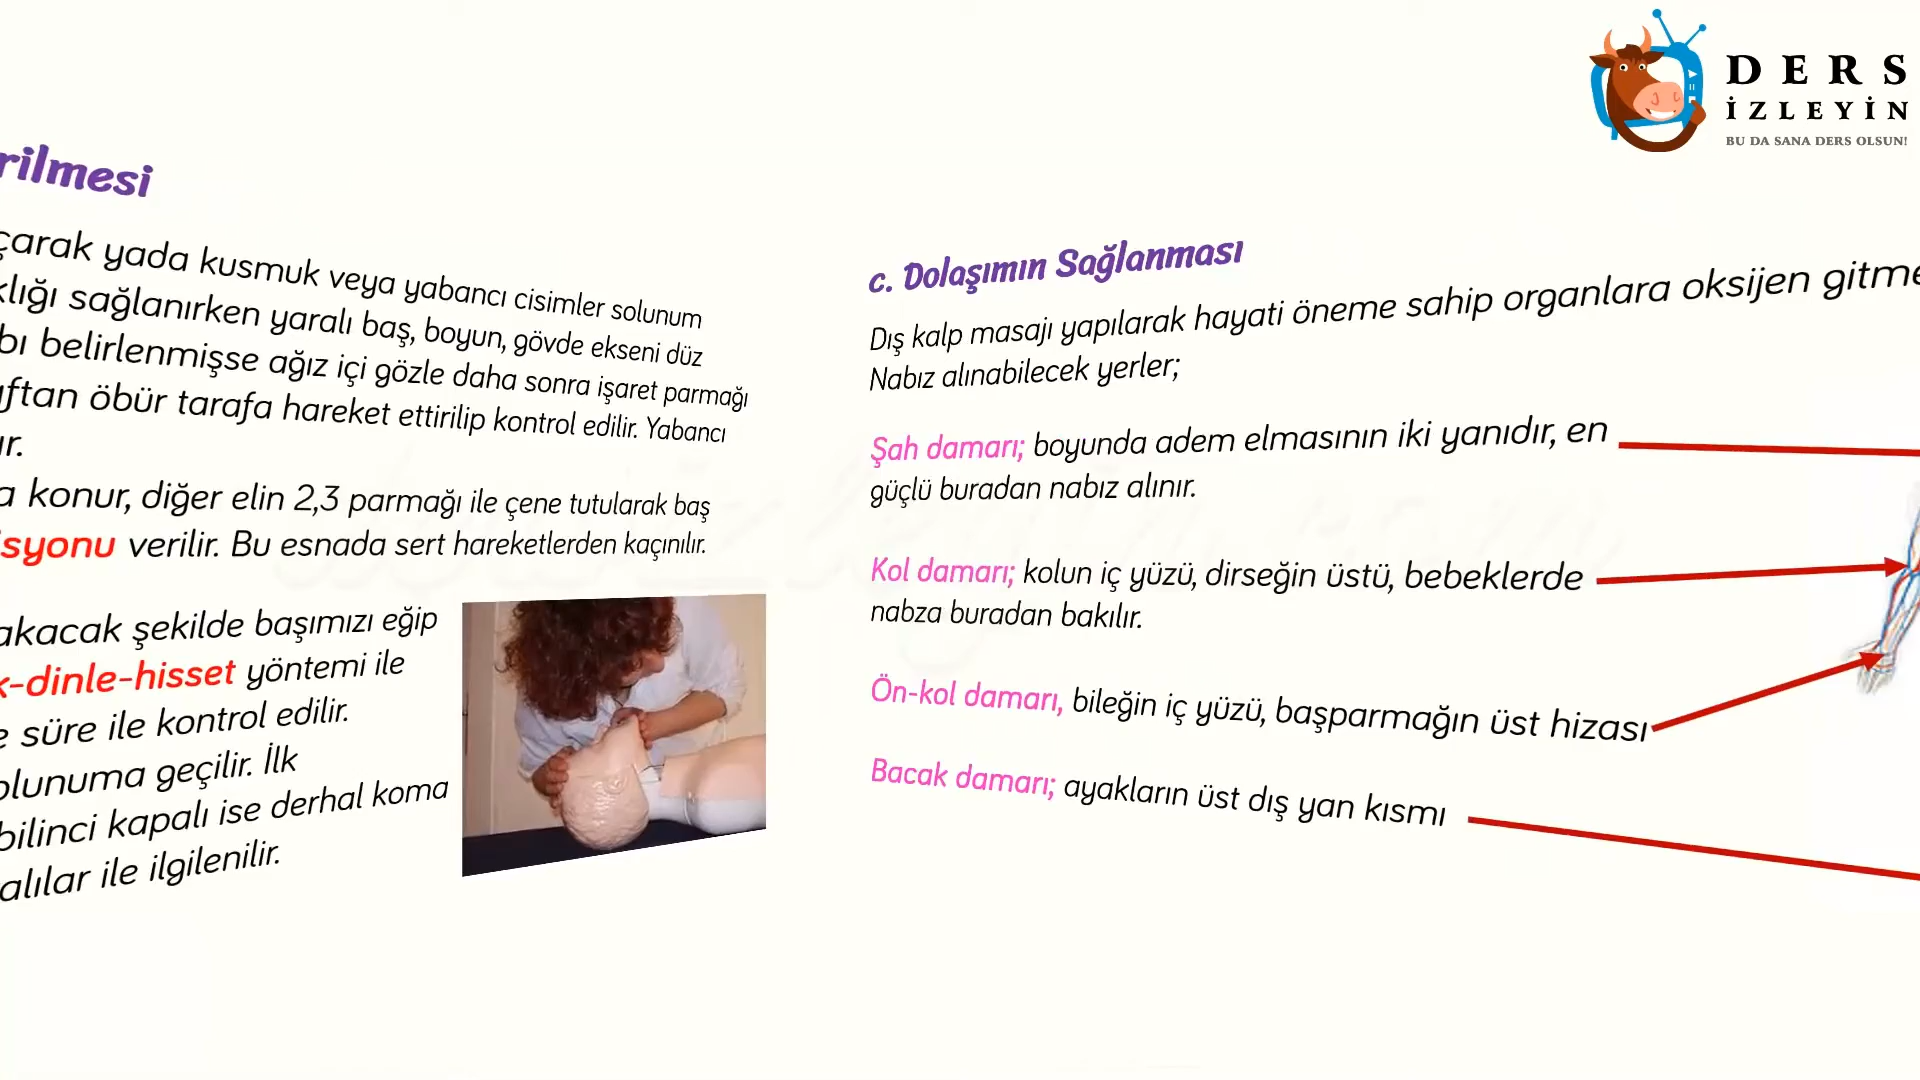 DERS
İZLEYİN
BU DA SANA DERS OLSUN!
rilmesi
çarak yada kusmuk veya yabancı cisimler solunum
klığı sağlanırken yaralı baş, boyun, gövde ekseni düz
bı belirlenmişse ağız içi gözle daha sonra işaret parmağı
aftan öbür tarafa hareket ettirilip kontrol edilir. Yabancı
ır.
a konur, diğer elin 2,3 parmağı ile çene tutularak baş
syonu verilir. Bu esnada sert hareketlerden kaçınılır.
akacak şekilde başımızı eğip
k-dinle-hisset yöntemi ile
e süre ile kontrol edilir.
olunuma geçilir. İlk
bilinci kapalı ise derhal koma
alılar ile ilgilenilir.
c. Dolaşımın Sağlanması
Dış kalp masajı yapılarak hayati öneme sahip organlara oksijen gitme
Nabız alınabilecek yerler;
Şah damarı; boyunda adem elmasının iki yanıdır, en
güçlü buradan nabız alınır.
Kol damarı; kolun iç yüzü, dirseğin üstü, bebeklerde
nabza buradan bakılır.
Ön-kol damarı, bileğin iç yüzü, başparmağın üst hizası
Bacak damarı; ayakların üst dış yan kısmı